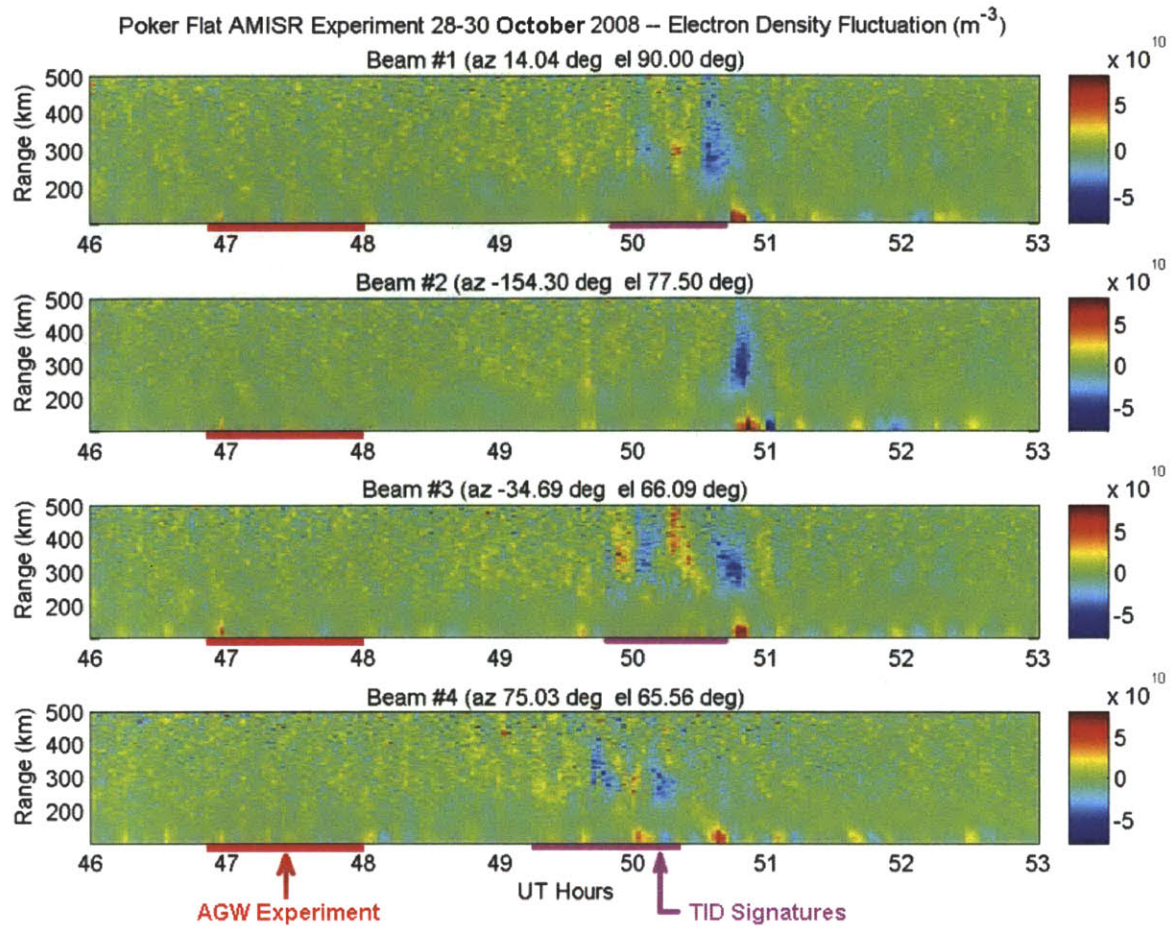 Poker Flat AMISR Experiment 28-30 October 2008 -- Electron Density Fluctuation (m⁻³)
Beam #1 (az 14.04 deg el 90.00 deg)
x 10¹⁰
500
400
300
200
Range (km)
5
0
-5
46 47 48 49 50 51 52 53
Beam #2 (az -154.30 deg el 77.50 deg)
x 10¹⁰
500
400
300
200
Range (km)
5
0
-5
46 47 48 49 50 51 52 53
Beam #3 (az -34.69 deg el 66.09 deg)
x 10¹⁰
500
400
300
200
Range (km)
5
0
-5
46 47 48 49 50 51 52 53
Beam #4 (az 75.03 deg el 65.56 deg)
x 10¹⁰
500
400
300
200
Range (km)
5
0
-5
46 47 48 49 50 51 52 53
UT Hours
AGW Experiment
TID Signatures